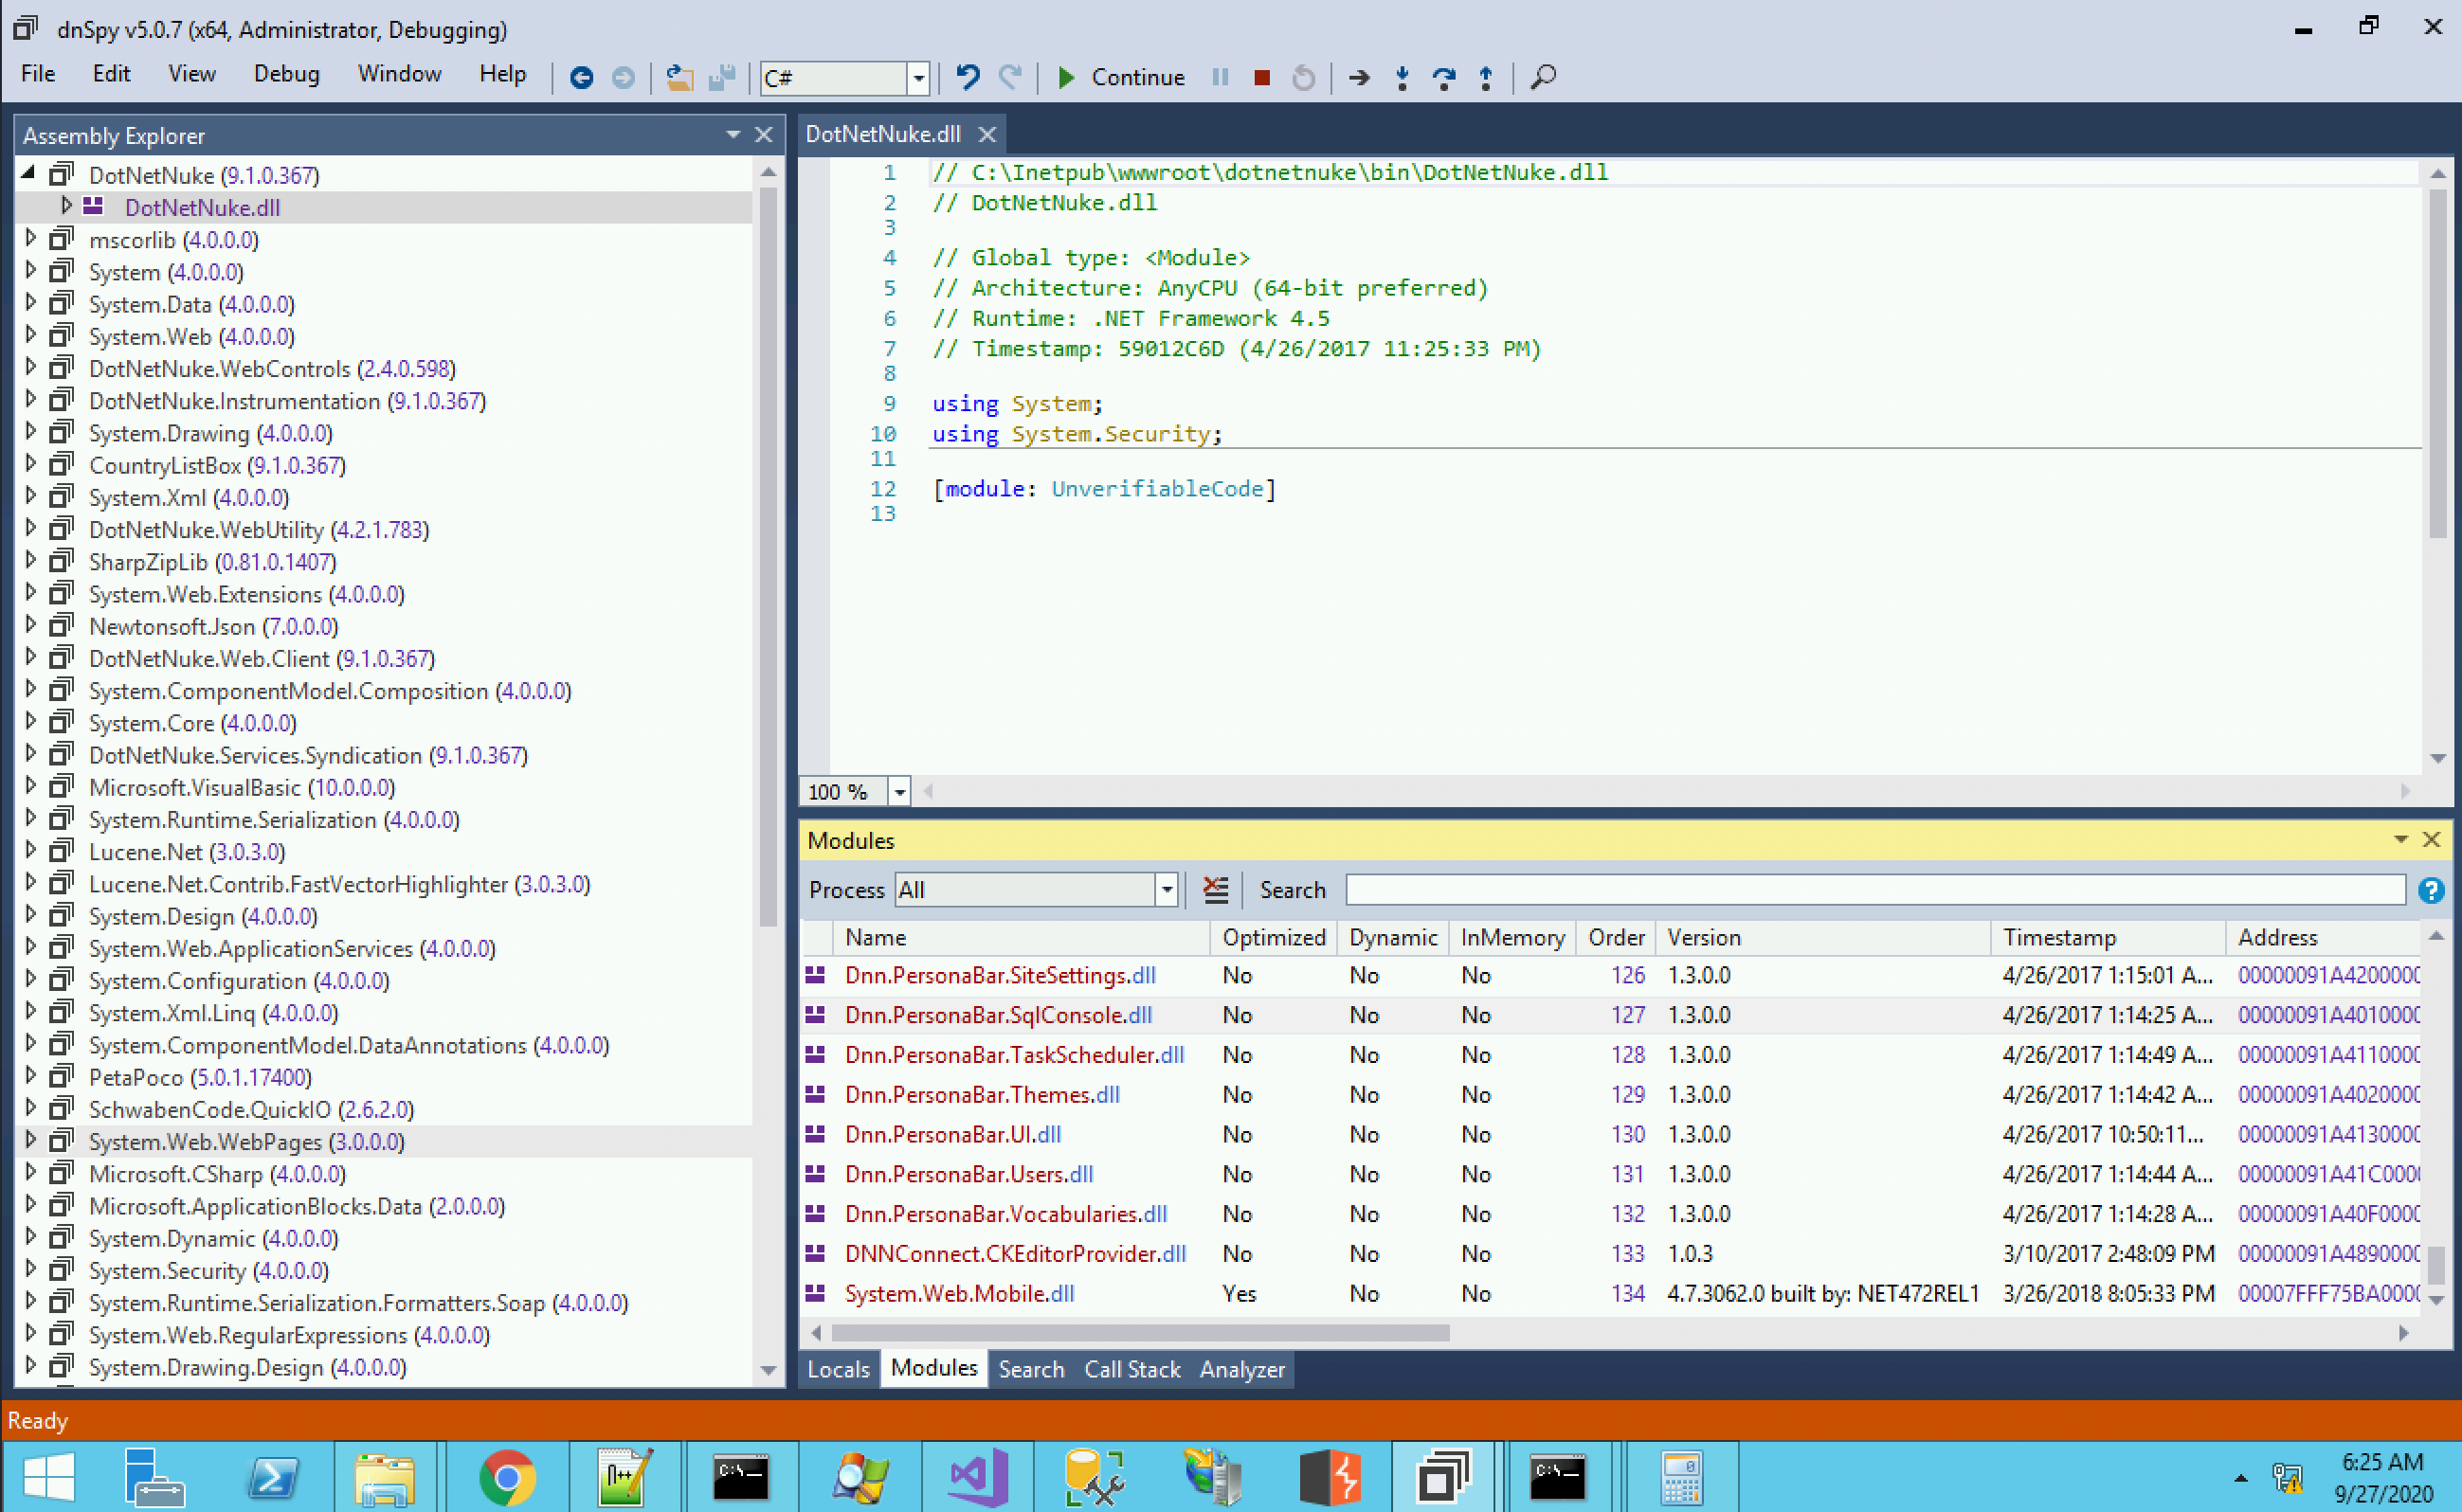 dnSpy v5.0.7 (x64, Administrator, Debugging)
File Edit View Debug Window Help C# Continue
Assembly Explorer
DotNetNuke (9.1.0.367)
DotNetNuke.dll
mscorlib (4.0.0.0)
System (4.0.0.0)
System.Data (4.0.0.0)
System.Web (4.0.0.0)
DotNetNuke.WebControls (2.4.0.598)
DotNetNuke.Instrumentation (9.1.0.367)
System.Drawing (4.0.0.0)
CountryListBox (9.1.0.367)
System.Xml (4.0.0.0)
DotNetNuke.WebUtility (4.2.1.783)
SharpZipLib (0.81.0.1407)
System.Web.Extensions (4.0.0.0)
Newtonsoft.Json (7.0.0.0)
DotNetNuke.Web.Client (9.1.0.367)
System.ComponentModel.Composition (4.0.0.0)
System.Core (4.0.0.0)
DotNetNuke.Services.Syndication (9.1.0.367)
Microsoft.VisualBasic (10.0.0.0)
System.Runtime.Serialization (4.0.0.0)
Lucene.Net (3.0.3.0)
Lucene.Net.Contrib.FastVectorHighlighter (3.0.3.0)
System.Design (4.0.0.0)
System.Web.ApplicationServices (4.0.0.0)
System.Configuration (4.0.0.0)
System.Xml.Linq (4.0.0.0)
System.ComponentModel.DataAnnotations (4.0.0.0)
PetaPoco (5.0.1.17400)
SchwabenCode.QuickIO (2.6.2.0)
System.Web.WebPages (3.0.0.0)
Microsoft.CSharp (4.0.0.0)
Microsoft.ApplicationBlocks.Data (2.0.0.0)
System.Dynamic (4.0.0.0)
System.Security (4.0.0.0)
System.Runtime.Serialization.Formatters.Soap (4.0.0.0)
System.Web.RegularExpressions (4.0.0.0)
System.Drawing.Design (4.0.0.0)
DotNetNuke.dll
1 // C:\Inetpub\wwwroot\dotnetnuke\bin\DotNetNuke.dll
2 // DotNetNuke.dll
3
4 // Global type: <Module>
5 // Architecture: AnyCPU (64-bit preferred)
6 // Runtime: .NET Framework 4.5
7 // Timestamp: 59012C6D (4/26/2017 11:25:33 PM)
8
9 using System;
10 using System.Security;
11
12 [module: UnverifiableCode]
13
100 %
Modules
Process All Search ?
Name Optimized Dynamic InMemory Order Version Timestamp Address
Dnn.PersonaBar.SiteSettings.dll No No No 126 1.3.0.0 4/26/2017 1:15:01 A... 00000091A4200000
Dnn.PersonaBar.SqlConsole.dll No No No 127 1.3.0.0 4/26/2017 1:14:25 A... 00000091A4010000
Dnn.PersonaBar.TaskScheduler.dll No No No 128 1.3.0.0 4/26/2017 1:14:49 A... 00000091A4110000
Dnn.PersonaBar.Themes.dll No No No 129 1.3.0.0 4/26/2017 1:14:42 A... 00000091A4020000
Dnn.PersonaBar.UI.dll No No No 130 1.3.0.0 4/26/2017 10:50:11... 00000091A4130000
Dnn.PersonaBar.Users.dll No No No 131 1.3.0.0 4/26/2017 1:14:44 A... 00000091A41C0000
Dnn.PersonaBar.Vocabularies.dll No No No 132 1.3.0.0 4/26/2017 1:14:28 A... 00000091A40F0000
DNNConnect.CKEditorProvider.dll No No No 133 1.0.3 3/10/2017 2:48:09 PM 00000091A4890000
System.Web.Mobile.dll Yes No No 134 4.7.3062.0 built by: NET472REL1 3/26/2018 8:05:33 PM 00007FFF75BA0000
Locals Modules Search Call Stack Analyzer
Ready
6:25 AM
9/27/2020